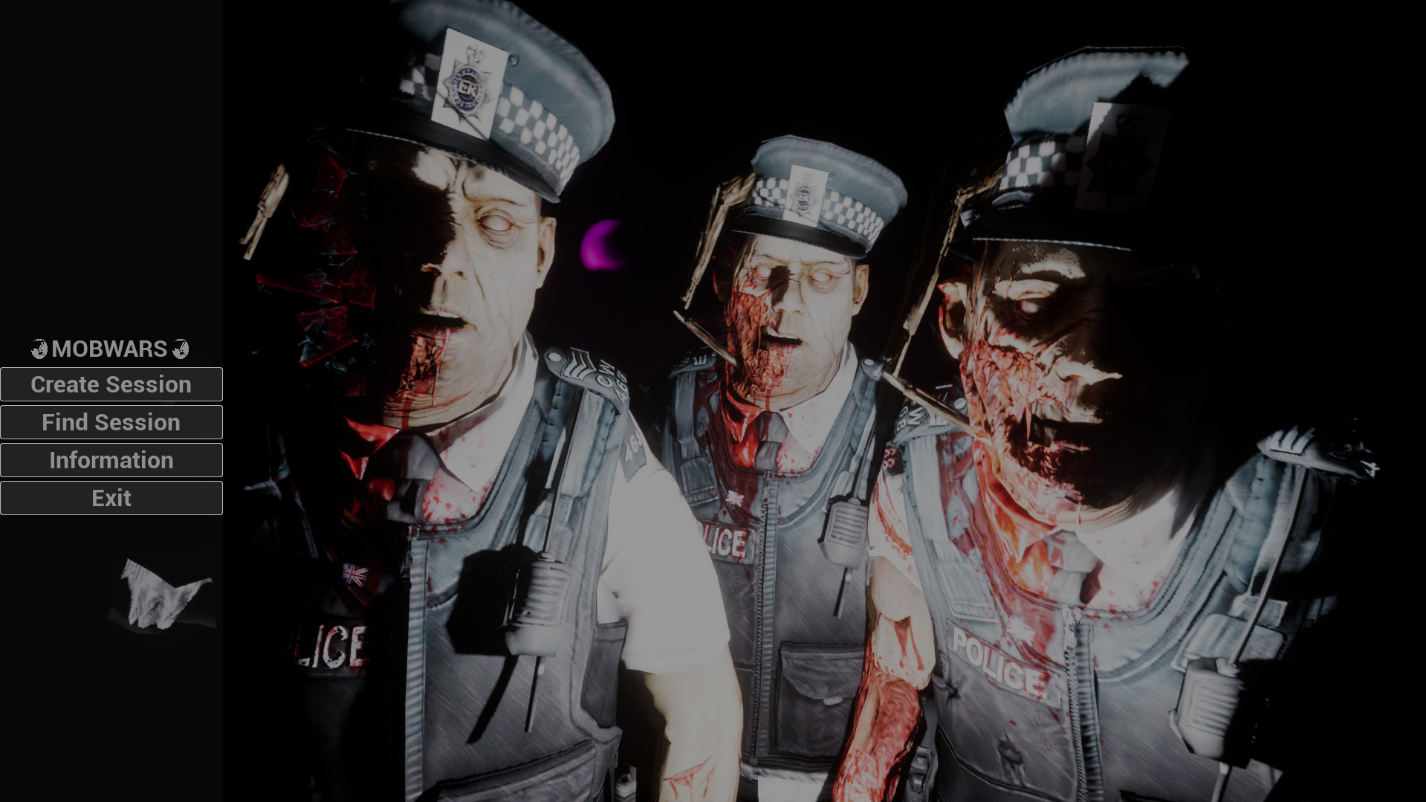 MOBWARS
Create Session
Find Session
Information
Exit
LICE
LICE
POLICE